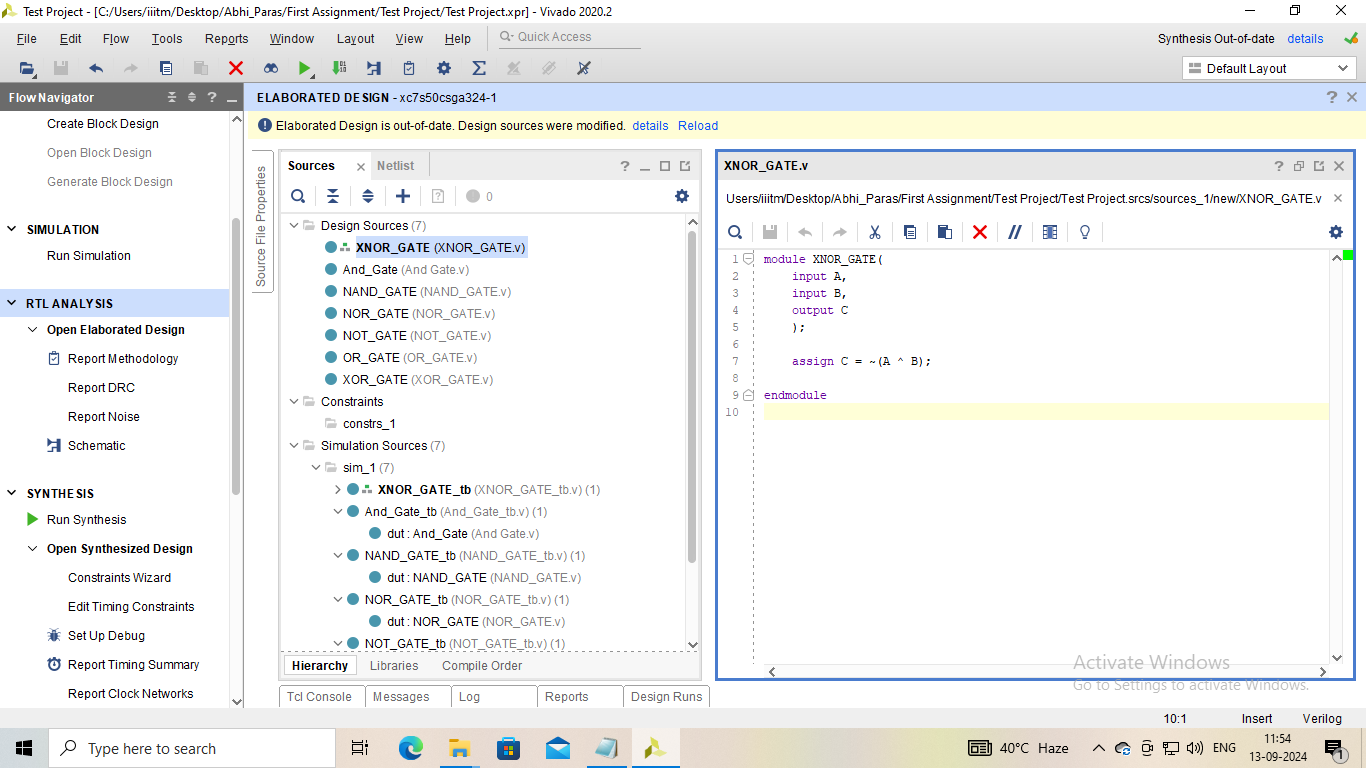 Test Project - [C:/Users/iiitm/Desktop/Abhi_Paras/First Assignment/Test Project/Test Project.xpr] - Vivado 2020.2
File Edit Flow Tools Reports Window Layout View Help Quick Access
Synthesis Out-of-date details
Default Layout
Flow Navigator
ELABORATED DESIGN - xc7s50csga324-1
Elaborated Design is out-of-date. Design sources were modified. details Reload
Create Block Design
Open Block Design
Generate Block Design
SIMULATION
Run Simulation
RTL ANALYSIS
Open Elaborated Design
Report Methodology
Report DRC
Report Noise
Schematic
SYNTHESIS
Run Synthesis
Open Synthesized Design
Constraints Wizard
Edit Timing Constraints
Set Up Debug
Report Timing Summary
Report Clock Networks
Source File Properties
Sources Netlist
0
Design Sources (7)
XNOR_GATE (XNOR_GATE.v)
And_Gate (And Gate.v)
NAND_GATE (NAND_GATE.v)
NOR_GATE (NOR_GATE.v)
NOT_GATE (NOT_GATE.v)
OR_GATE (OR_GATE.v)
XOR_GATE (XOR_GATE.v)
Constraints
constrs_1
Simulation Sources (7)
sim_1 (7)
XNOR_GATE_tb (XNOR_GATE_tb.v) (1)
And_Gate_tb (And_Gate_tb.v) (1)
dut : And_Gate (And Gate.v)
NAND_GATE_tb (NAND_GATE_tb.v) (1)
dut : NAND_GATE (NAND_GATE.v)
NOR_GATE_tb (NOR_GATE_tb.v) (1)
dut : NOR_GATE (NOR_GATE.v)
NOT_GATE_tb (NOT_GATE_tb.v) (1)
Hierarchy Libraries Compile Order
Tcl Console Messages Log Reports Design Runs
XNOR_GATE.v
Users/iiitm/Desktop/Abhi_Paras/First Assignment/Test Project/Test Project.srcs/sources_1/new/XNOR_GATE.v
1 module XNOR_GATE(
2 input A,
3 input B,
4 output C
5 );
6
7 assign C = ~(A ^ B);
8
9 endmodule
10
Activate Windows
Go to Settings to activate Windows.
10:1 Insert Verilog
Type here to search
40°C Haze
ENG
11:54
13-09-2024
1